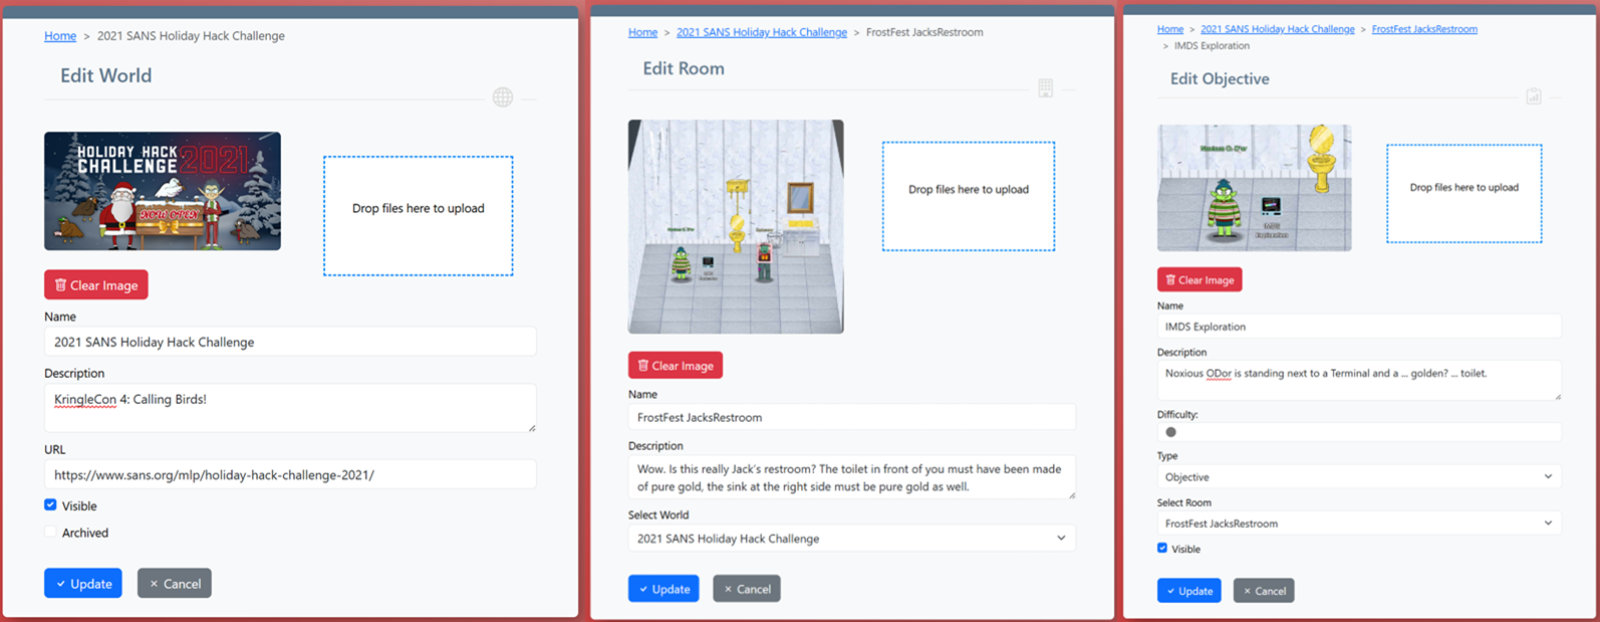 Home > 2021 SANS Holiday Hack Challenge
Edit World
HOLIDAY HACK
CHALLENGE 2021
NOW OPEN
Drop files here to upload
Clear Image
Name
2021 SANS Holiday Hack Challenge
Description
KringleCon 4: Calling Birds!
URL
https://www.sans.org/mlp/holiday-hack-challenge-2021/
Visible
Archived
Update
Cancel
Home > 2021 SANS Holiday Hack Challenge > FrostFest JacksRestroom
Edit Room
Drop files here to upload
Clear Image
Name
FrostFest JacksRestroom
Description
Wow. Is this really Jack's restroom? The toilet in front of you must have been made
of pure gold, the sink at the right side must be pure gold as well.
Select World
2021 SANS Holiday Hack Challenge
Update
Cancel
Home > 2021 SANS Holiday Hack Challenge > FrostFest JacksRestroom
> IMDS Exploration
Edit Objective
Noxious O. D'or
IMDS
Exploration
Drop files here to upload
Clear Image
Name
IMDS Exploration
Description
Noxious ODor is standing next to a Terminal and a ... golden? ... toilet.
Difficulty:
Type
Objective
Select Room
FrostFest JacksRestroom
Visible
Update
Cancel